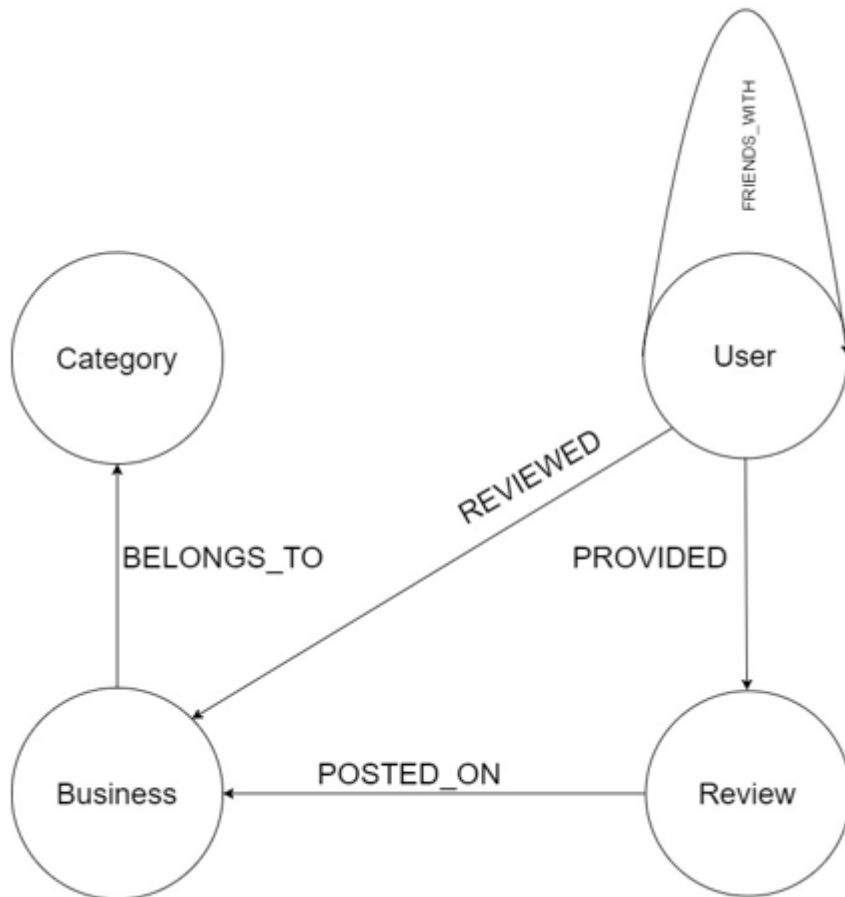 FRIENDS_WITH
Category
User
REVIEWED
BELONGS_TO
PROVIDED
POSTED_ON
Business
Review